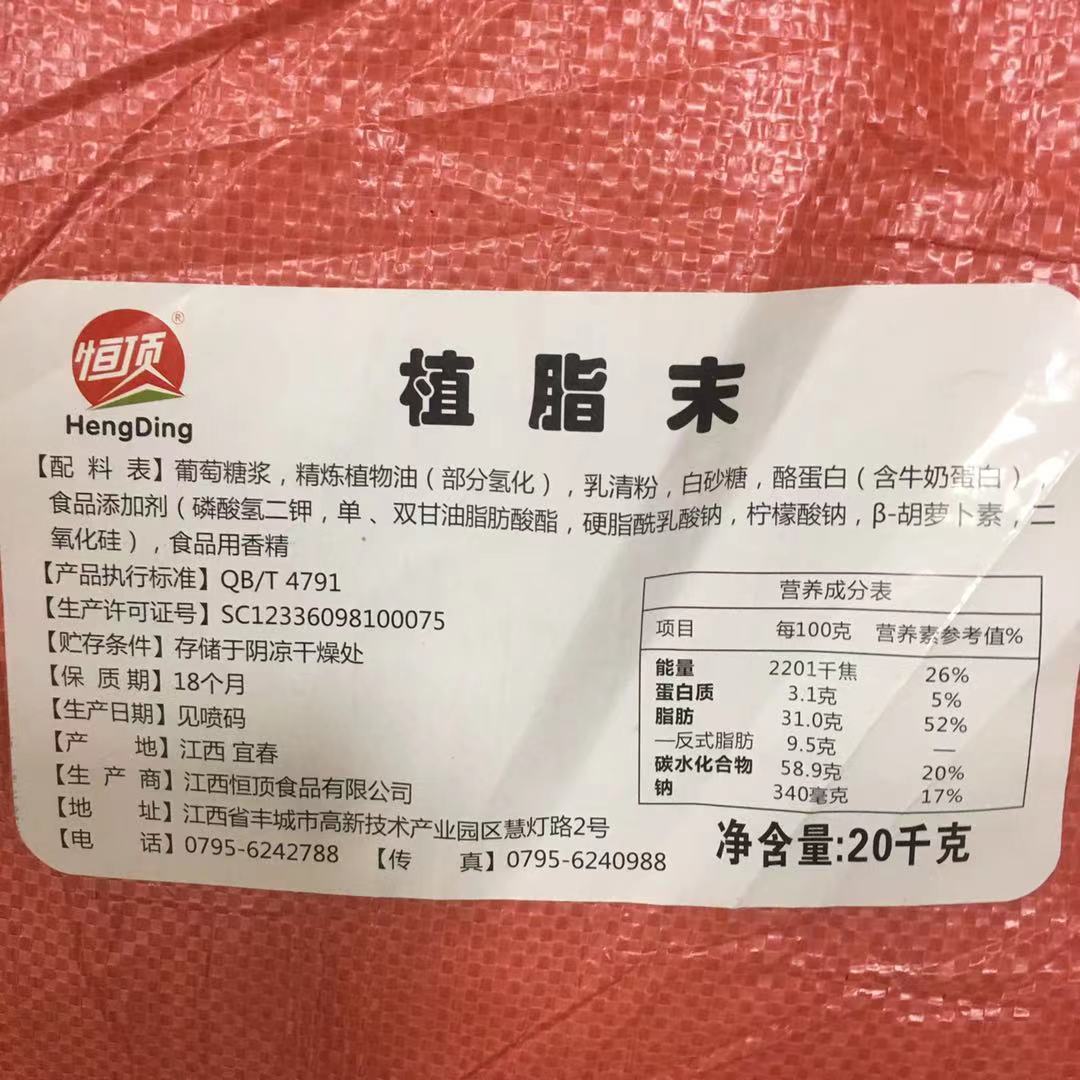 恒顶®
HengDing
植脂末
【配 料 表】葡萄糖浆，精炼植物油（部分氢化），乳清粉，白砂糖，酪蛋白（含牛奶蛋白），
食品添加剂（磷酸氢二钾，单、双甘油脂肪酸酯，硬脂酰乳酸钠，柠檬酸钠，β-胡萝卜素，二
氧化硅），食品用香精
【产品执行标准】QB/T 4791
【生产许可证号】SC12336098100075
【贮存条件】存储于阴凉干燥处
【保 质 期】18个月
【生产日期】见喷码
【产 地】江西 宜春
【生 产 商】江西恒顶食品有限公司
【地 址】江西省丰城市高新技术产业园区慧灯路2号
【电 话】0795-6242788 【传 真】0795-6240988
营养成分表
项目 每100克 营养素参考值%
能量 2201千焦 26%
蛋白质 3.1克 5%
脂肪 31.0克 52%
—反式脂肪 9.5克 —
碳水化合物 58.9克 20%
钠 340毫克 17%
净含量:20千克